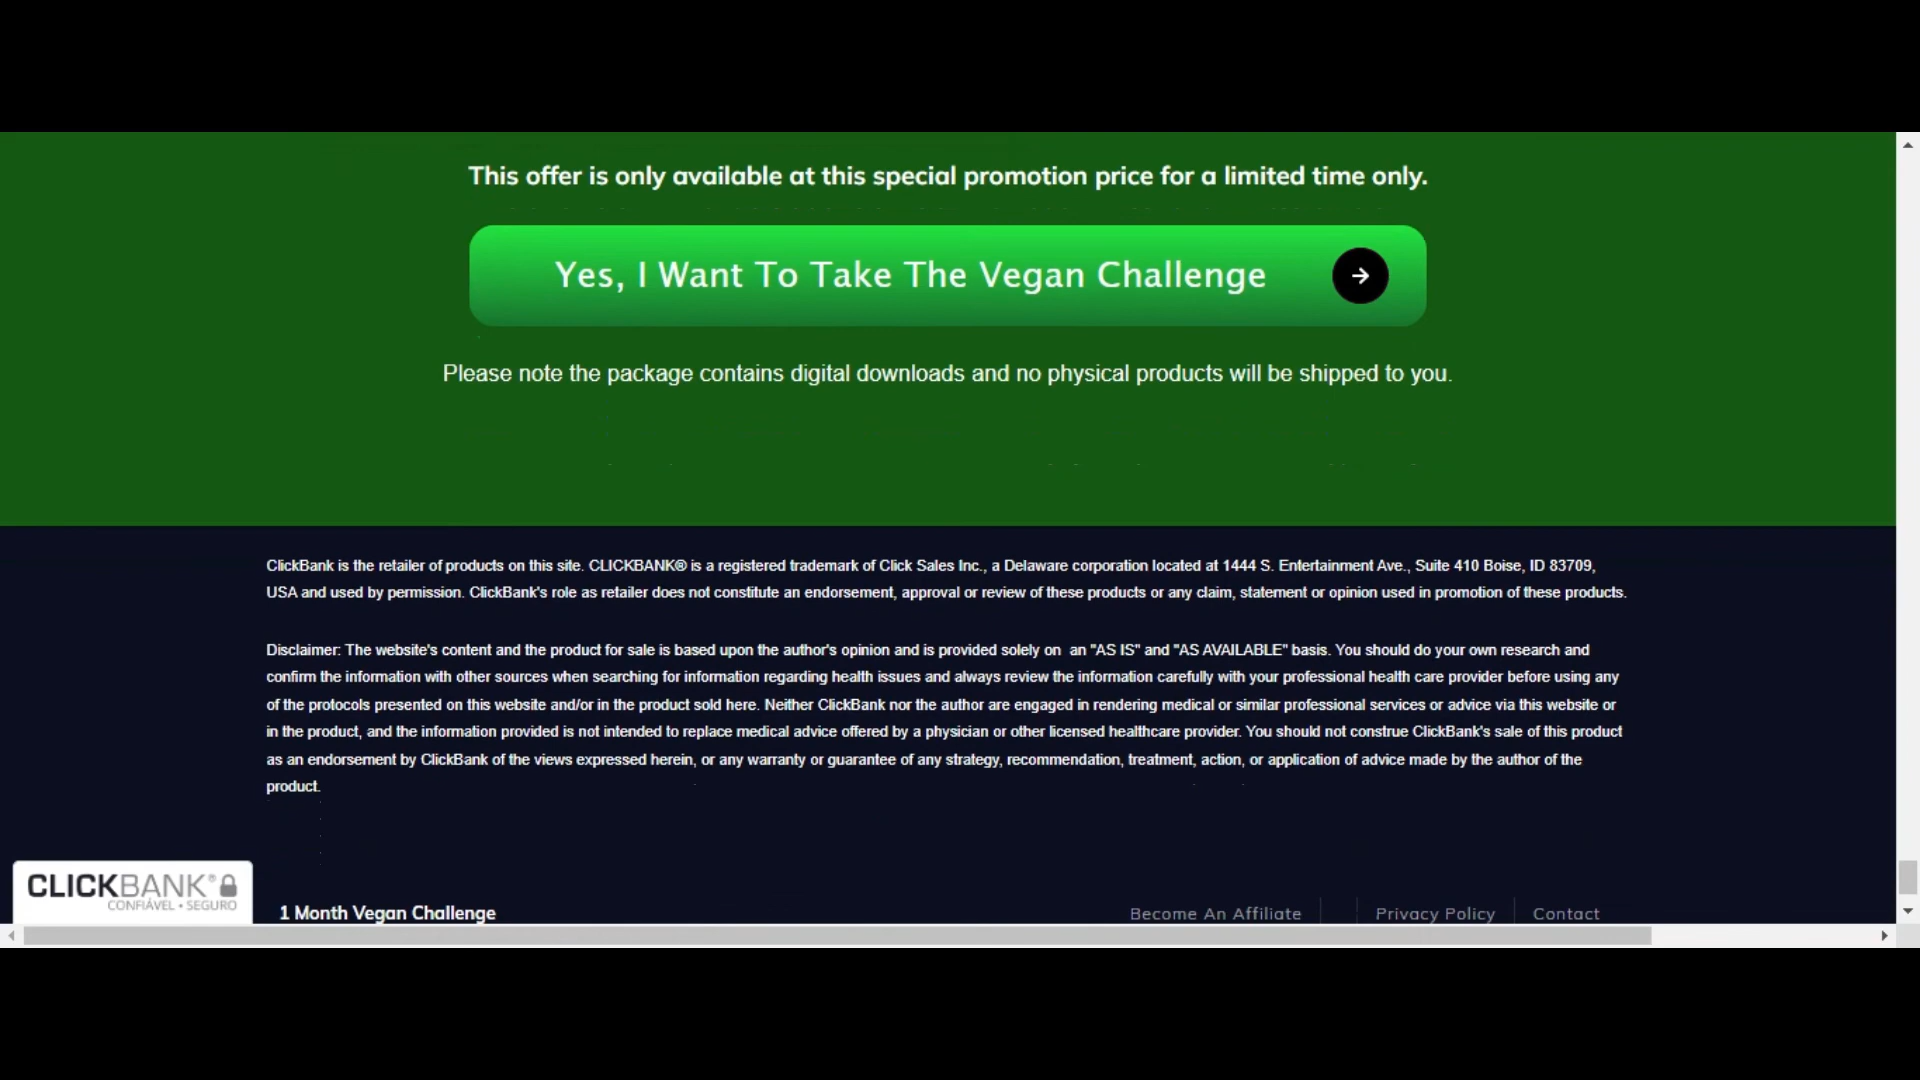 This offer is only available at this special promotion price for a limited time only.
Yes, I Want To Take The Vegan Challenge
Please note the package contains digital downloads and no physical products will be shipped to you.
ClickBank is the retailer of products on this site. CLICKBANK® is a registered trademark of Click Sales Inc., a Delaware corporation located at 1444 S. Entertainment Ave., Suite 410 Boise, ID 83709,
USA and used by permission. ClickBank's role as retailer does not constitute an endorsement, approval or review of these products or any claim, statement or opinion used in promotion of these products.
Disclaimer: The website's content and the product for sale is based upon the author's opinion and is provided solely on an "AS IS" and "AS AVAILABLE" basis. You should do your own research and
confirm the information with other sources when searching for information regarding health issues and always review the information carefully with your professional health care provider before using any
of the protocols presented on this website and/or in the product sold here. Neither ClickBank nor the author are engaged in rendering medical or similar professional services or advice via this website or
in the product, and the information provided is not intended to replace medical advice offered by a physician or other licensed healthcare provider. You should not construe ClickBank's sale of this product
as an endorsement by ClickBank of the views expressed herein, or any warranty or guarantee of any strategy, recommendation, treatment, action, or application of advice made by the author of the
product.
CLICKBANK®
CONFIÁVEL • SEGURO
1 Month Vegan Challenge
Become An Affiliate
Privacy Policy
Contact